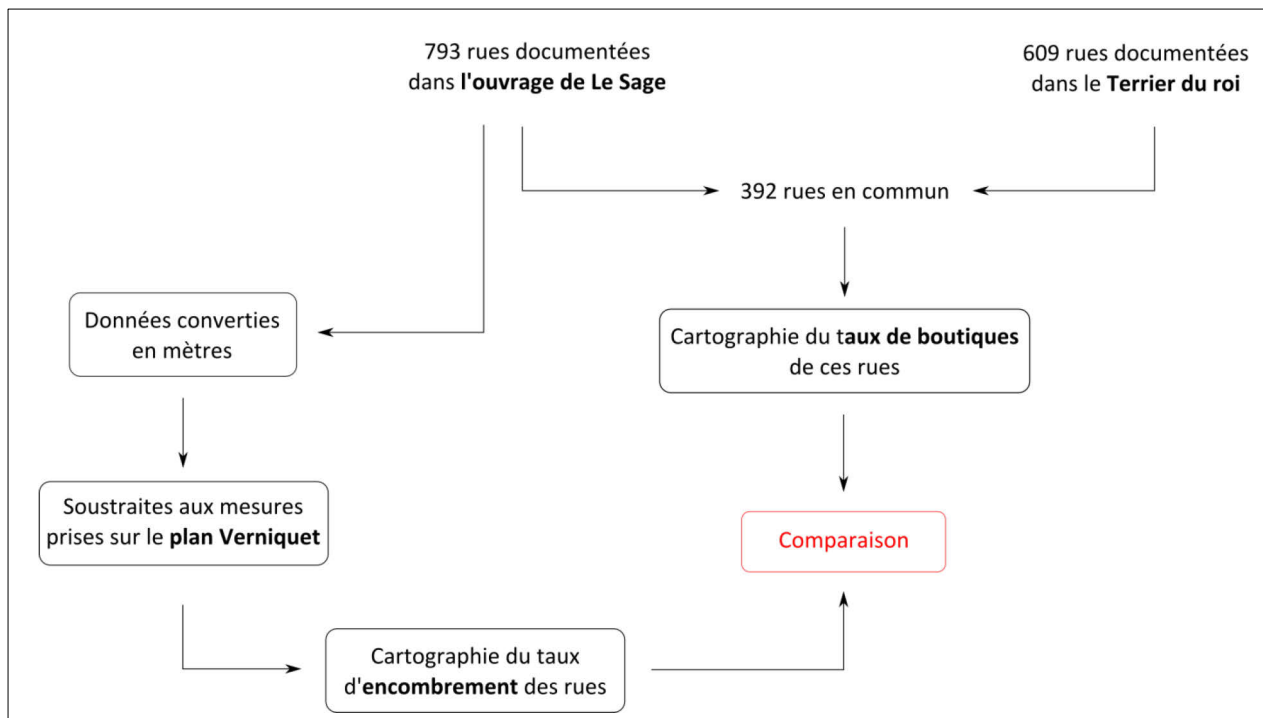 793 rues documentées
dans l'ouvrage de Le Sage
609 rues documentées
dans le Terrier du roi
392 rues en commun
Données converties
en mètres
Cartographie du taux de boutiques
de ces rues
Soustraites aux mesures
prises sur le plan Verniquet
Comparaison
Cartographie du taux
d'encombrement des rues